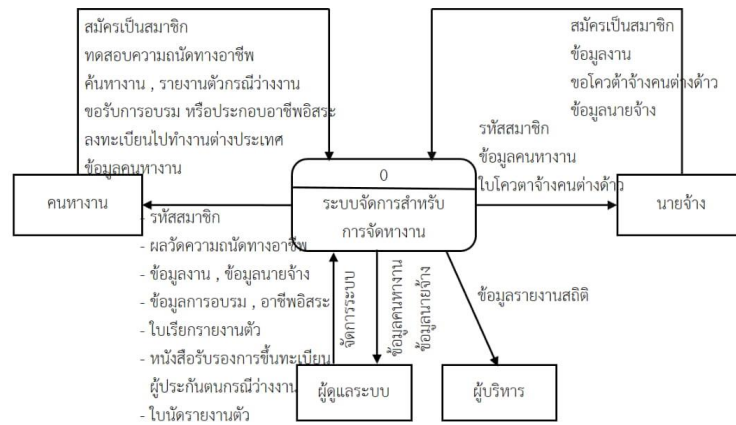 สมัครเป็นสมาชิก
ทดสอบความถนัดทางอาชีพ
ค้นหางาน , รายงานตัวกรณีว่างงาน
ขอรับการอบรม หรือประกอบอาชีพอิสระ
ลงทะเบียนไปทำงานต่างประเทศ
ข้อมูลคนหางาน
สมัครเป็นสมาชิก
ข้อมูลงาน
ขอโควต้าจ้างคนต่างด้าว
ข้อมูลนายจ้าง
รหัสสมาชิก
ข้อมูลคนหางาน
ใบโควตาจ้างคนต่างด้าว
คนหางาน
0
ระบบจัดการสำหรับ
การจัดหางาน
นายจ้าง
- รหัสสมาชิก
- ผลวัดความถนัดทางอาชีพ
- ข้อมูลงาน , ข้อมูลนายจ้าง
- ข้อมูลการอบรม , อาชีพอิสระ
- ใบเรียกรายงานตัว
- หนังสือรับรองการขึ้นทะเบียน
ผู้ประกันตนกรณีว่างงาน
- ใบนัดรายงานตัว
จัดการระบบ
ข้อมูลคนหางาน
ข้อมูลนายจ้าง
ข้อมูลรายงานสถิติ
ผู้ดูแลระบบ
ผู้บริหาร